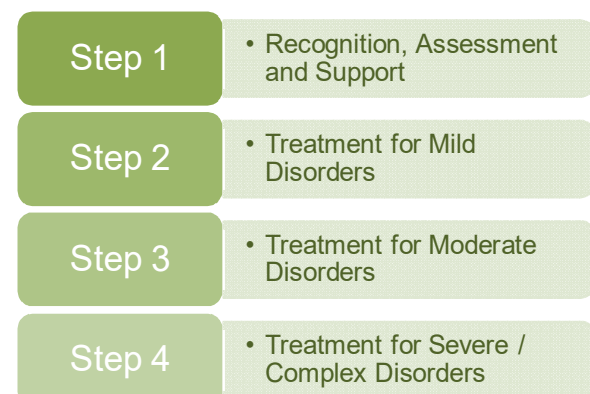 Step 1
• Recognition, Assessment
and Support
Step 2
• Treatment for Mild
Disorders
Step 3
• Treatment for Moderate
Disorders
Step 4
• Treatment for Severe /
Complex Disorders